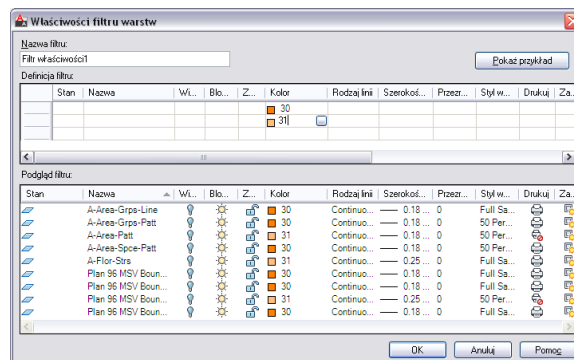 Właściwości filtru warstw
Nazwa filtru:
Filtr właściwości1
Pokaż przykład
Definicja filtru:
Stan Nazwa Wi... Blo... Z... Kolor Rodzaj linii Szerokoś... Przezr... Styl w... Drukuj Za...
30
31
Podgląd filtru:
Stan Nazwa Wi... Blo... Z... Kolor Rodzaj linii Szerokoś... Przezr... Styl w... Drukuj Za...
A-Area-Grps-Line 30 Continuo... 0.18 ... 0 Full Sa...
A-Area-Grps-Patt 30 Continuo... 0.18 ... 0 50 Per...
A-Area-Patt 31 Continuo... 0.18 ... 0 50 Per...
A-Area-Spce-Patt 30 Continuo... 0.18 ... 0 50 Per...
A-Flor-Strs 31 Continuo... 0.25 ... 0 Full Sa...
Plan 96 MSV Boun... 30 Continuo... 0.18 ... 0 Full Sa...
Plan 96 MSV Boun... 30 Continuo... 0.18 ... 0 Full Sa...
Plan 96 MSV Boun... 31 Continuo... 0.25 ... 0 50 Per...
Plan 96 MSV Boun... 30 Continuo... 0.18 ... 0 Full Sa...
OK Anuluj Pomoc